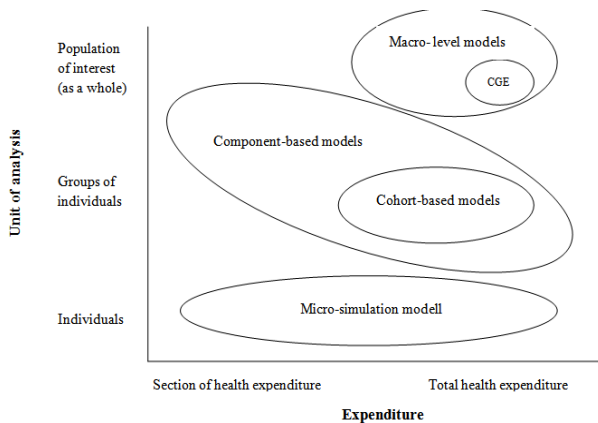 Population
of interest
(as a whole)
Macro-level models
CGE
Component-based models
Groups of
individuals
Cohort-based models
Unit of analysis
Individuals
Micro-simulation modell
Section of health expenditure
Total health expenditure
Expenditure